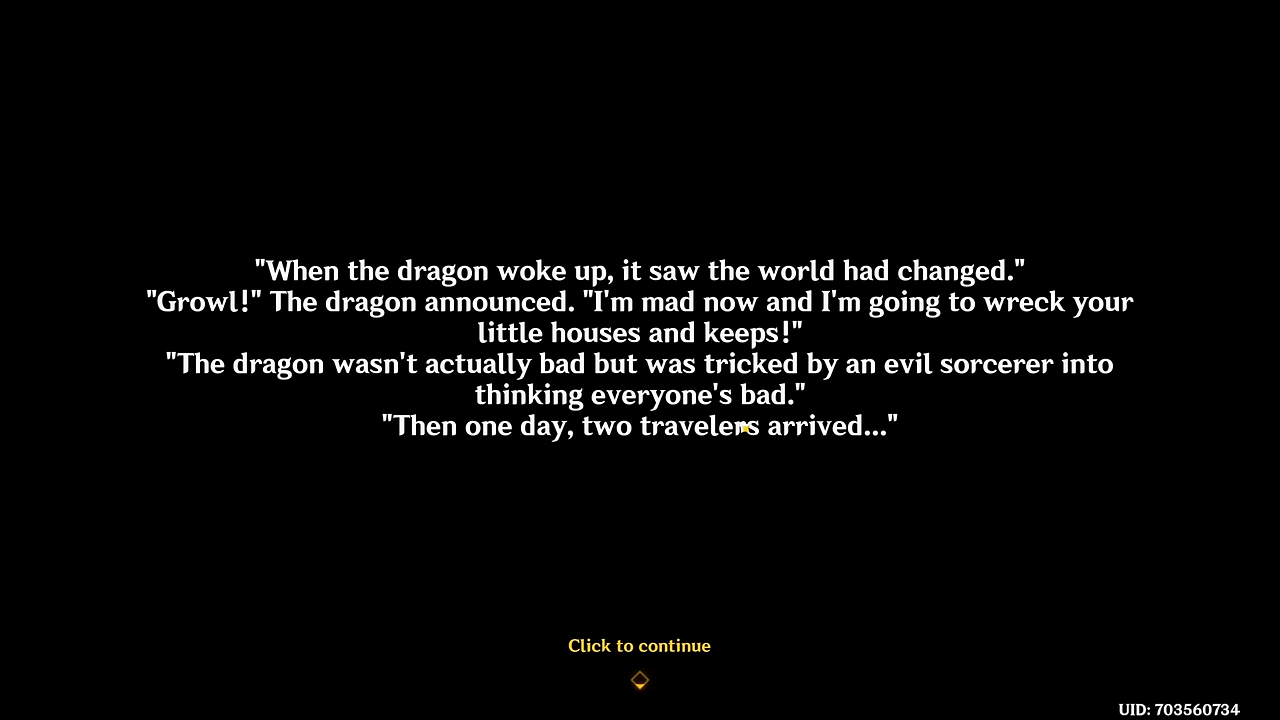 "When the dragon woke up, it saw the world had changed."
"Growl!" The dragon announced. "I'm mad now and I'm going to wreck your
little houses and keeps!"
"The dragon wasn't actually bad but was tricked by an evil sorcerer into
thinking everyone's bad."
"Then one day, two travelers arrived..."
Click to continue
UID: 703560734